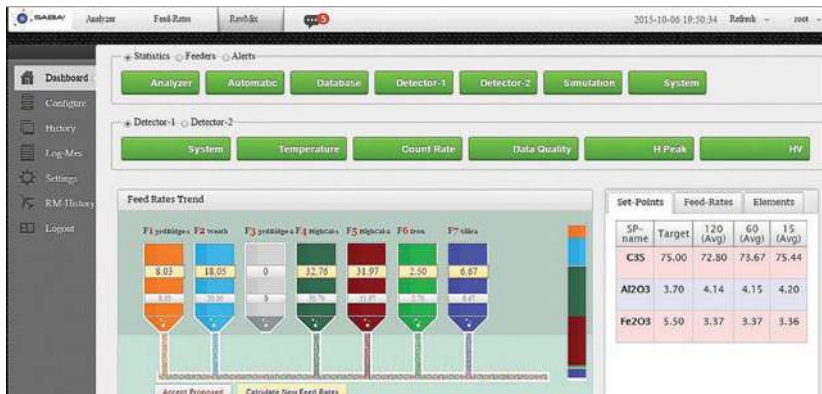 SABIA
Analyzer Feed-Rates RawMix 5 2015-10-06 19:50:34 Refresh root
Statistics Feeders Alerts
Dashboard
Analyzer Automatic Database Detector-1 Detector-2 Simulation System
Configure
History
Detector-1 Detector-2
Log-Mes
System Temperature Count Rate Data Quality H Peak HV
Settings
RM-History
Logout
Feed Rates Trend
Set-Points Feed-Rates Elements
F1 F2 F3 F4 HighCal-1 F5 HighCal-2 F6 Iron F7 Silica
SP-name Target 120 (Avg) 60 (Avg) 15 (Avg)
8.03 18.05 0 32.76 31.97 2.50 6.67
C3S 75.00 72.80 73.67 75.44
Al2O3 3.70 4.14 4.15 4.20
Fe2O3 5.50 3.37 3.37 3.36
Accept Proposed Calculate New Feed Rates